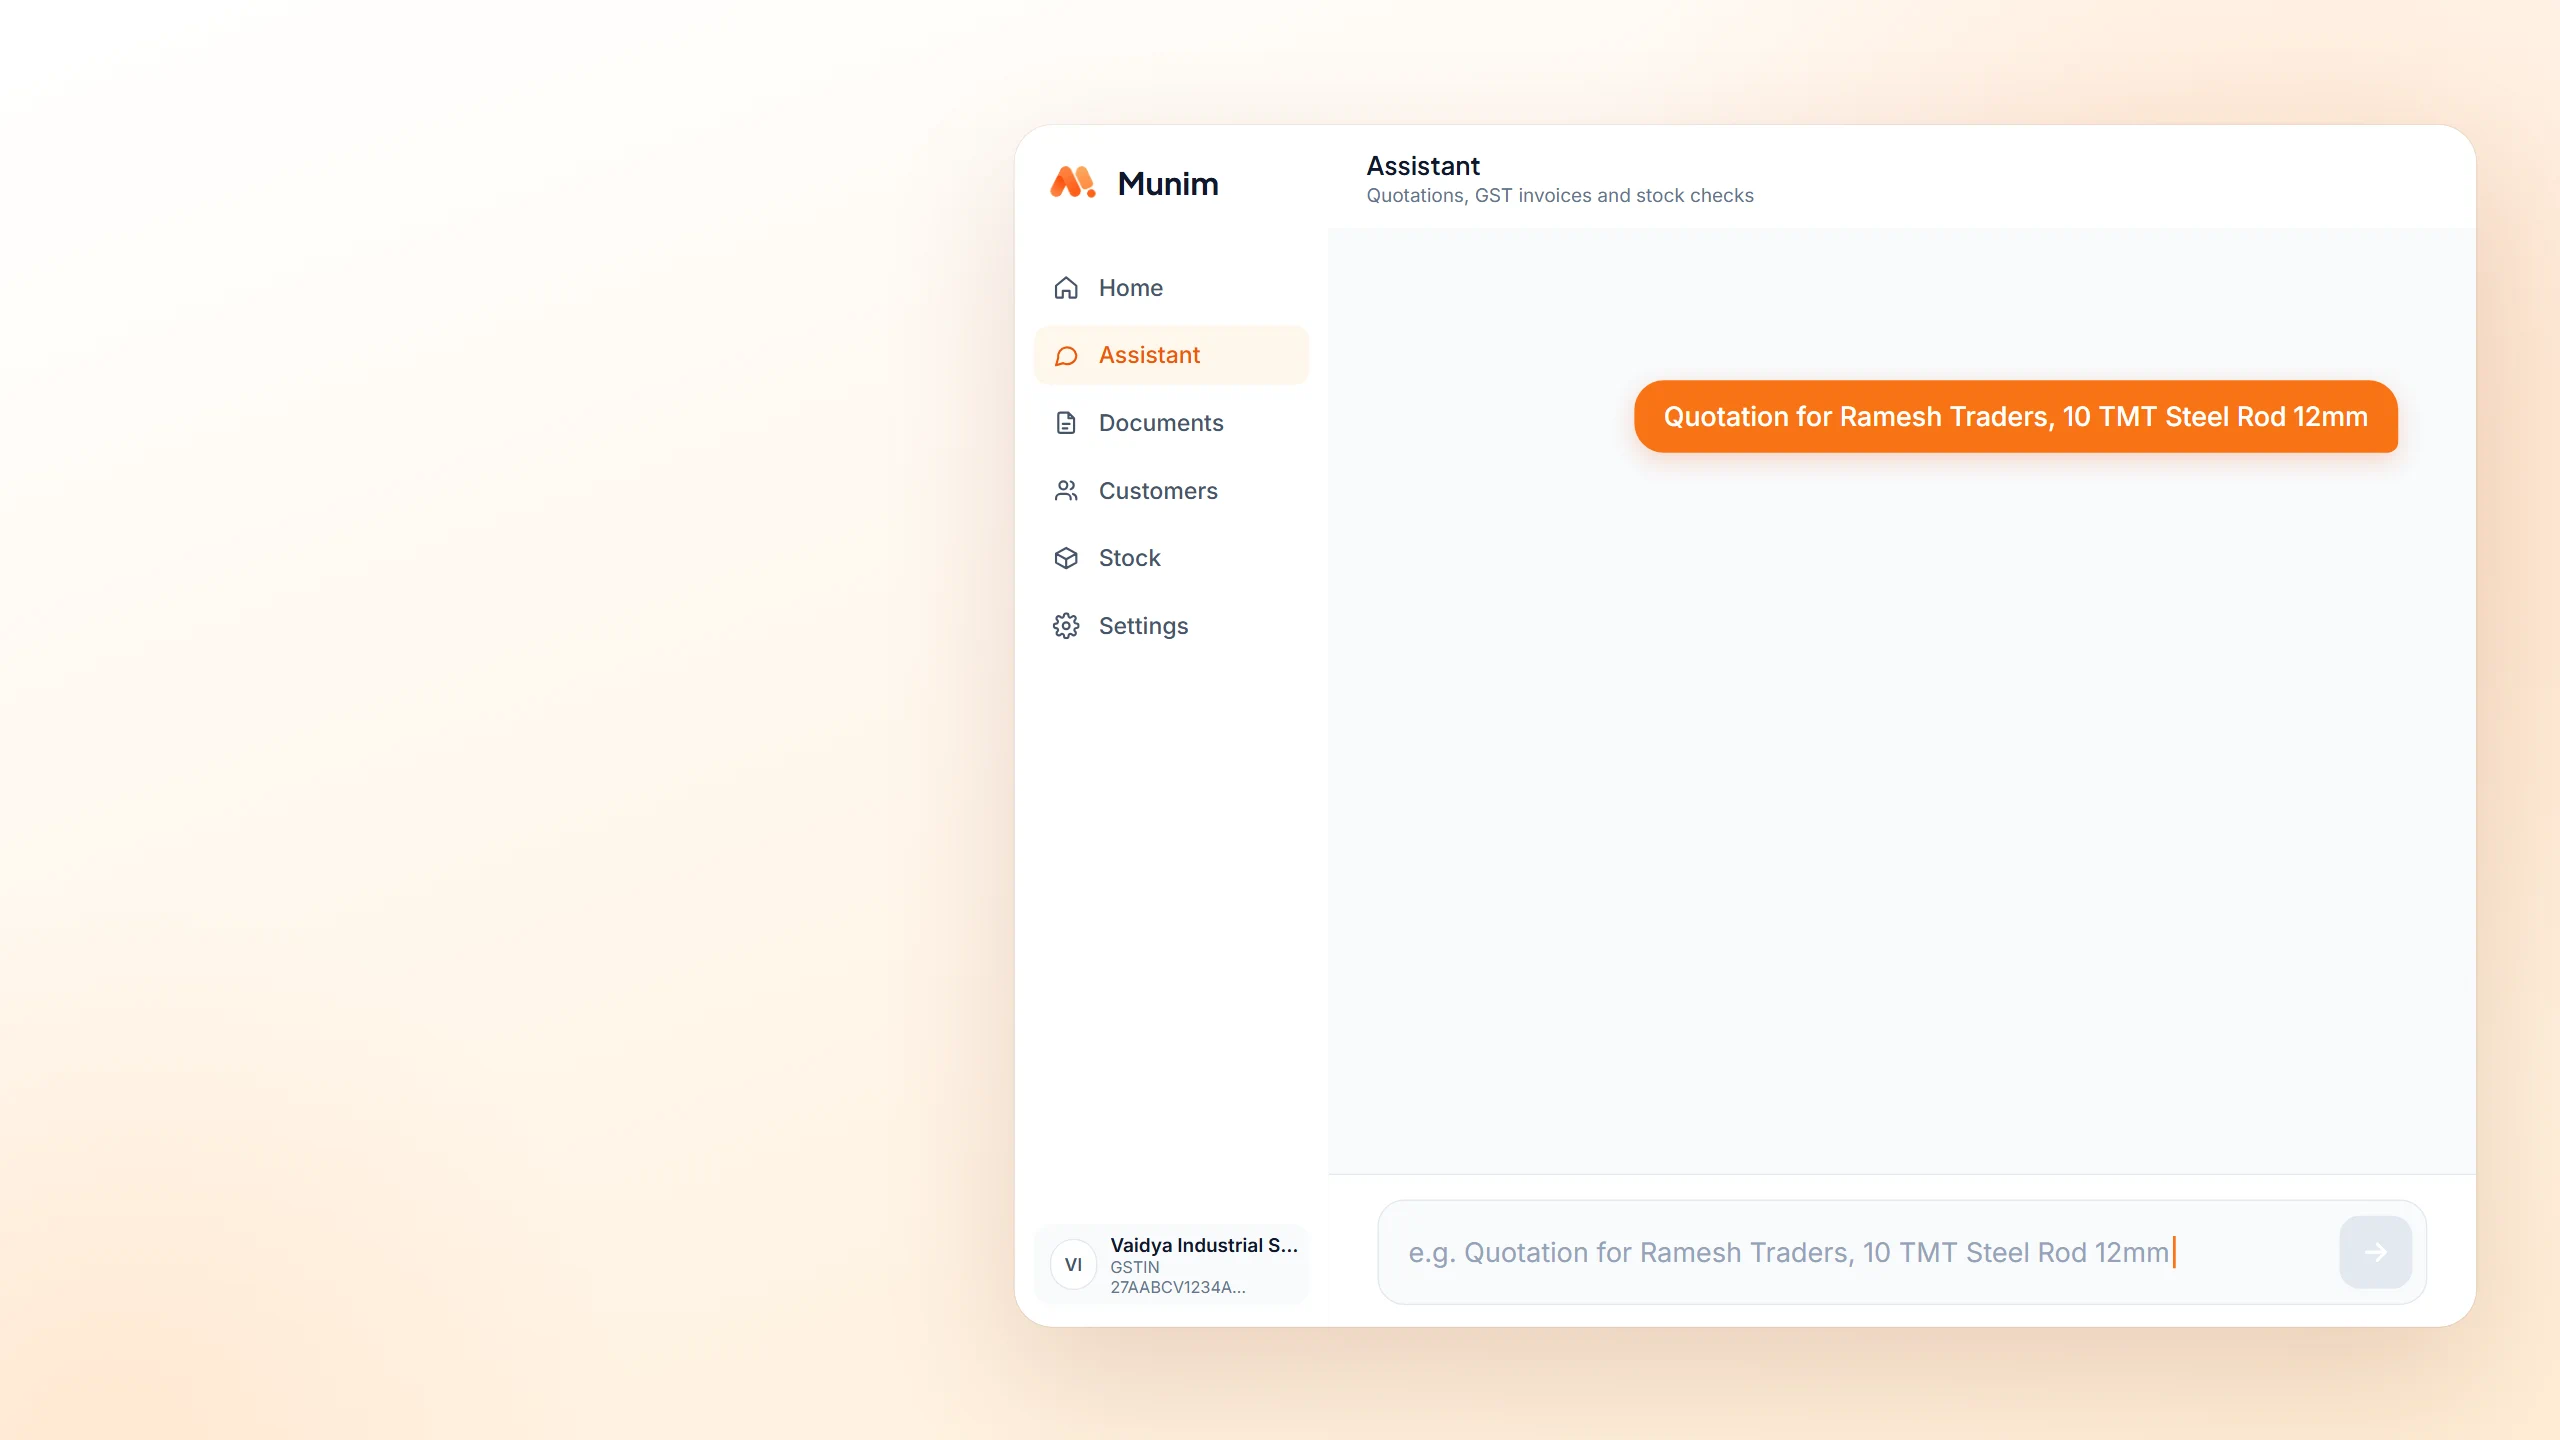 Munim
Home
Assistant
Documents
Customers
Stock
Settings
VI
Vaidya Industrial S...
GSTIN
27AABCV1234A...
Assistant
Quotations, GST invoices and stock checks
Quotation for Ramesh Traders, 10 TMT Steel Rod 12mm
e.g. Quotation for Ramesh Traders, 10 TMT Steel Rod 12mm